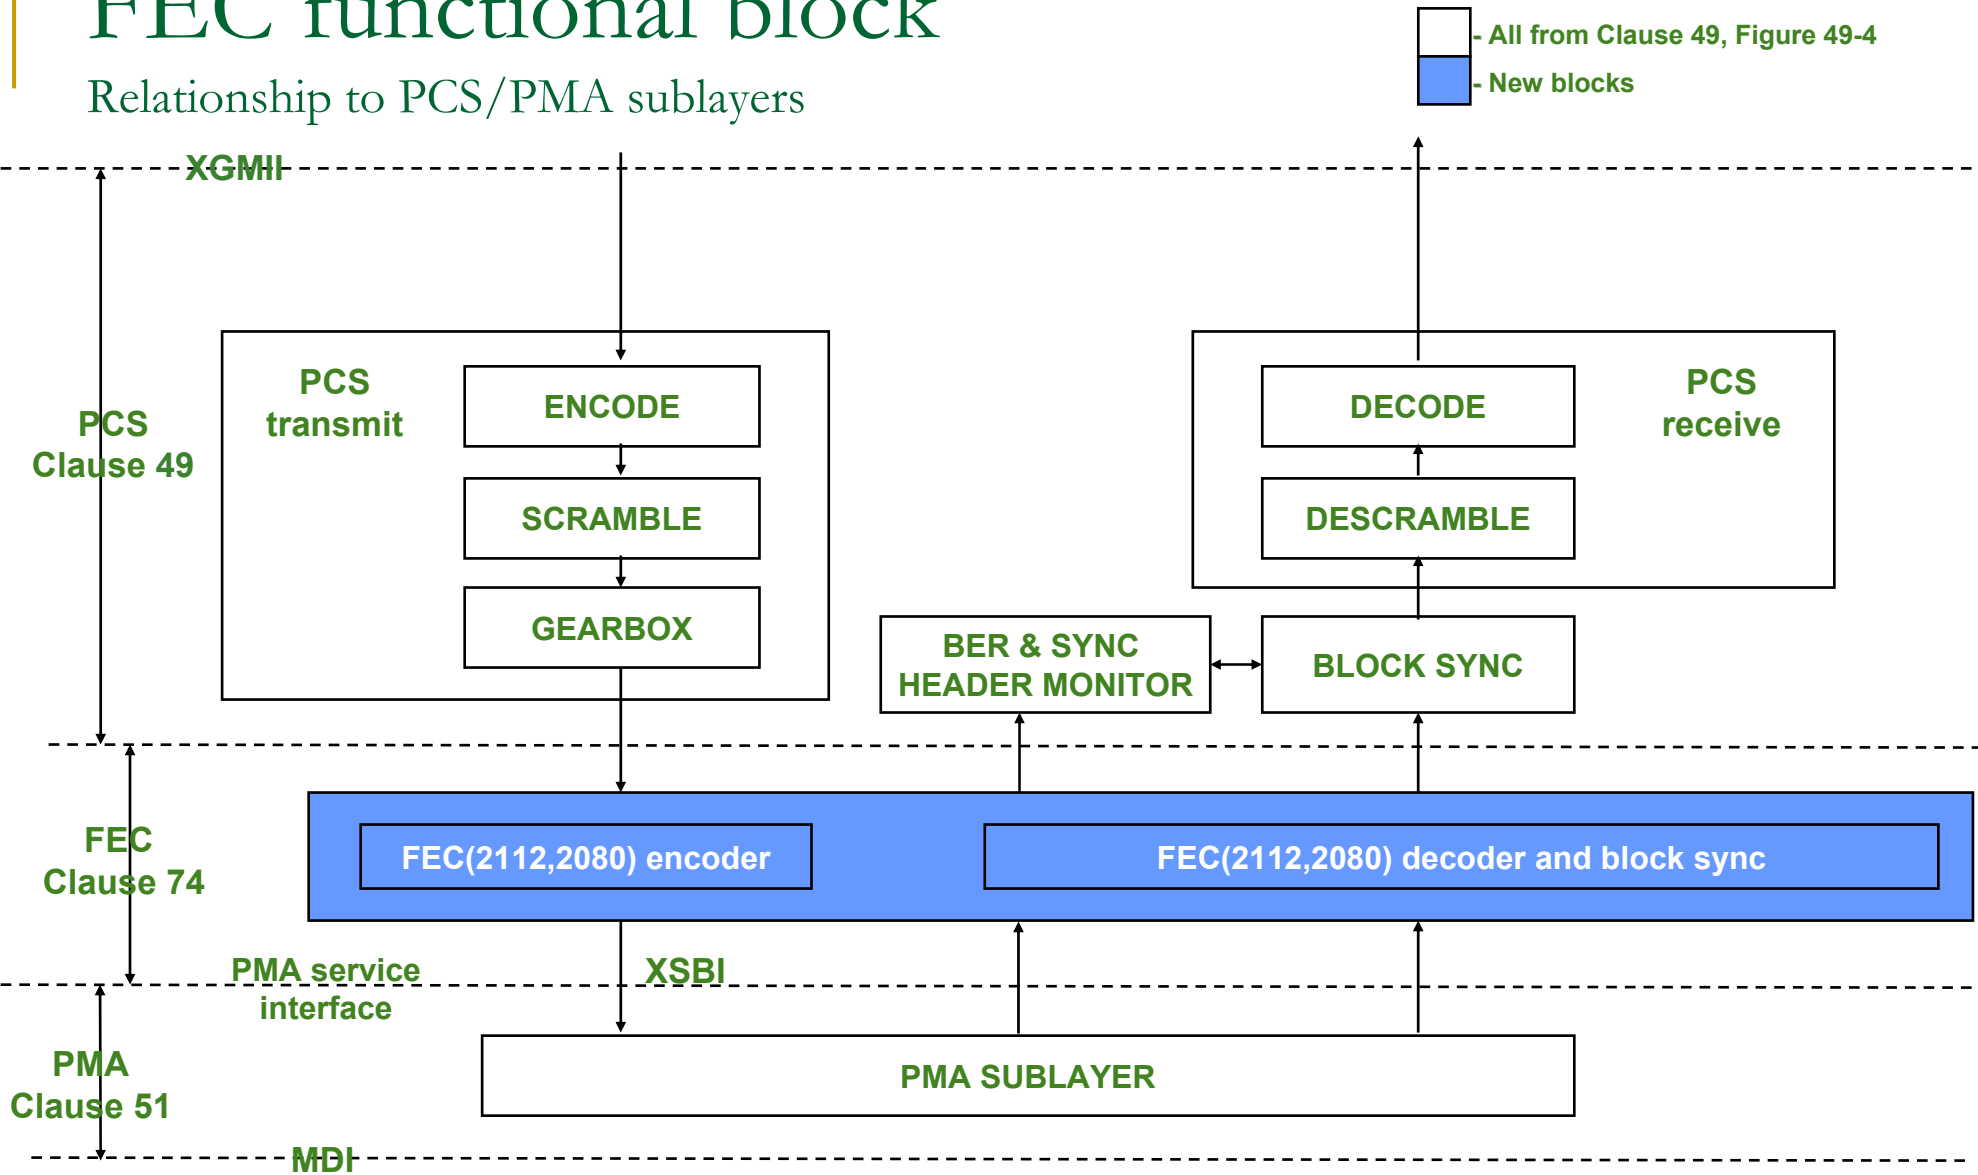 FEC functional block
Relationship to PCS/PMA sublayers
- All from Clause 49, Figure 49-4
- New blocks
XGMII
PCS
Clause 49
PCS
transmit
ENCODE
SCRAMBLE
GEARBOX
DECODE
PCS
receive
DESCRAMBLE
BER & SYNC
HEADER MONITOR
BLOCK SYNC
FEC
Clause 74
FEC(2112,2080) encoder
FEC(2112,2080) decoder and block sync
PMA service
interface
XSBI
PMA
Clause 51
PMA SUBLAYER
MDI